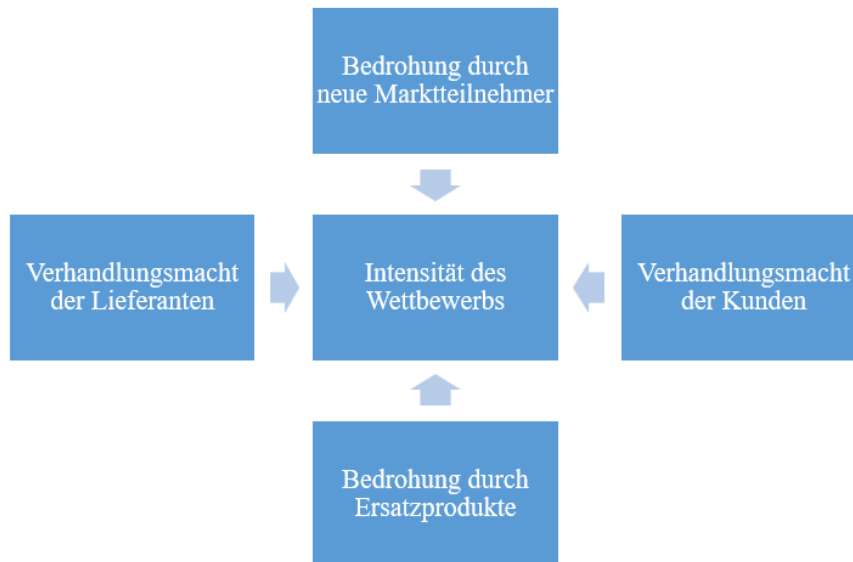 Bedrohung durch
neue Marktteilnehmer
Verhandlungsmacht
der Lieferanten
Intensität des
Wettbewerbs
Verhandlungsmacht
der Kunden
Bedrohung durch
Ersatzprodukte